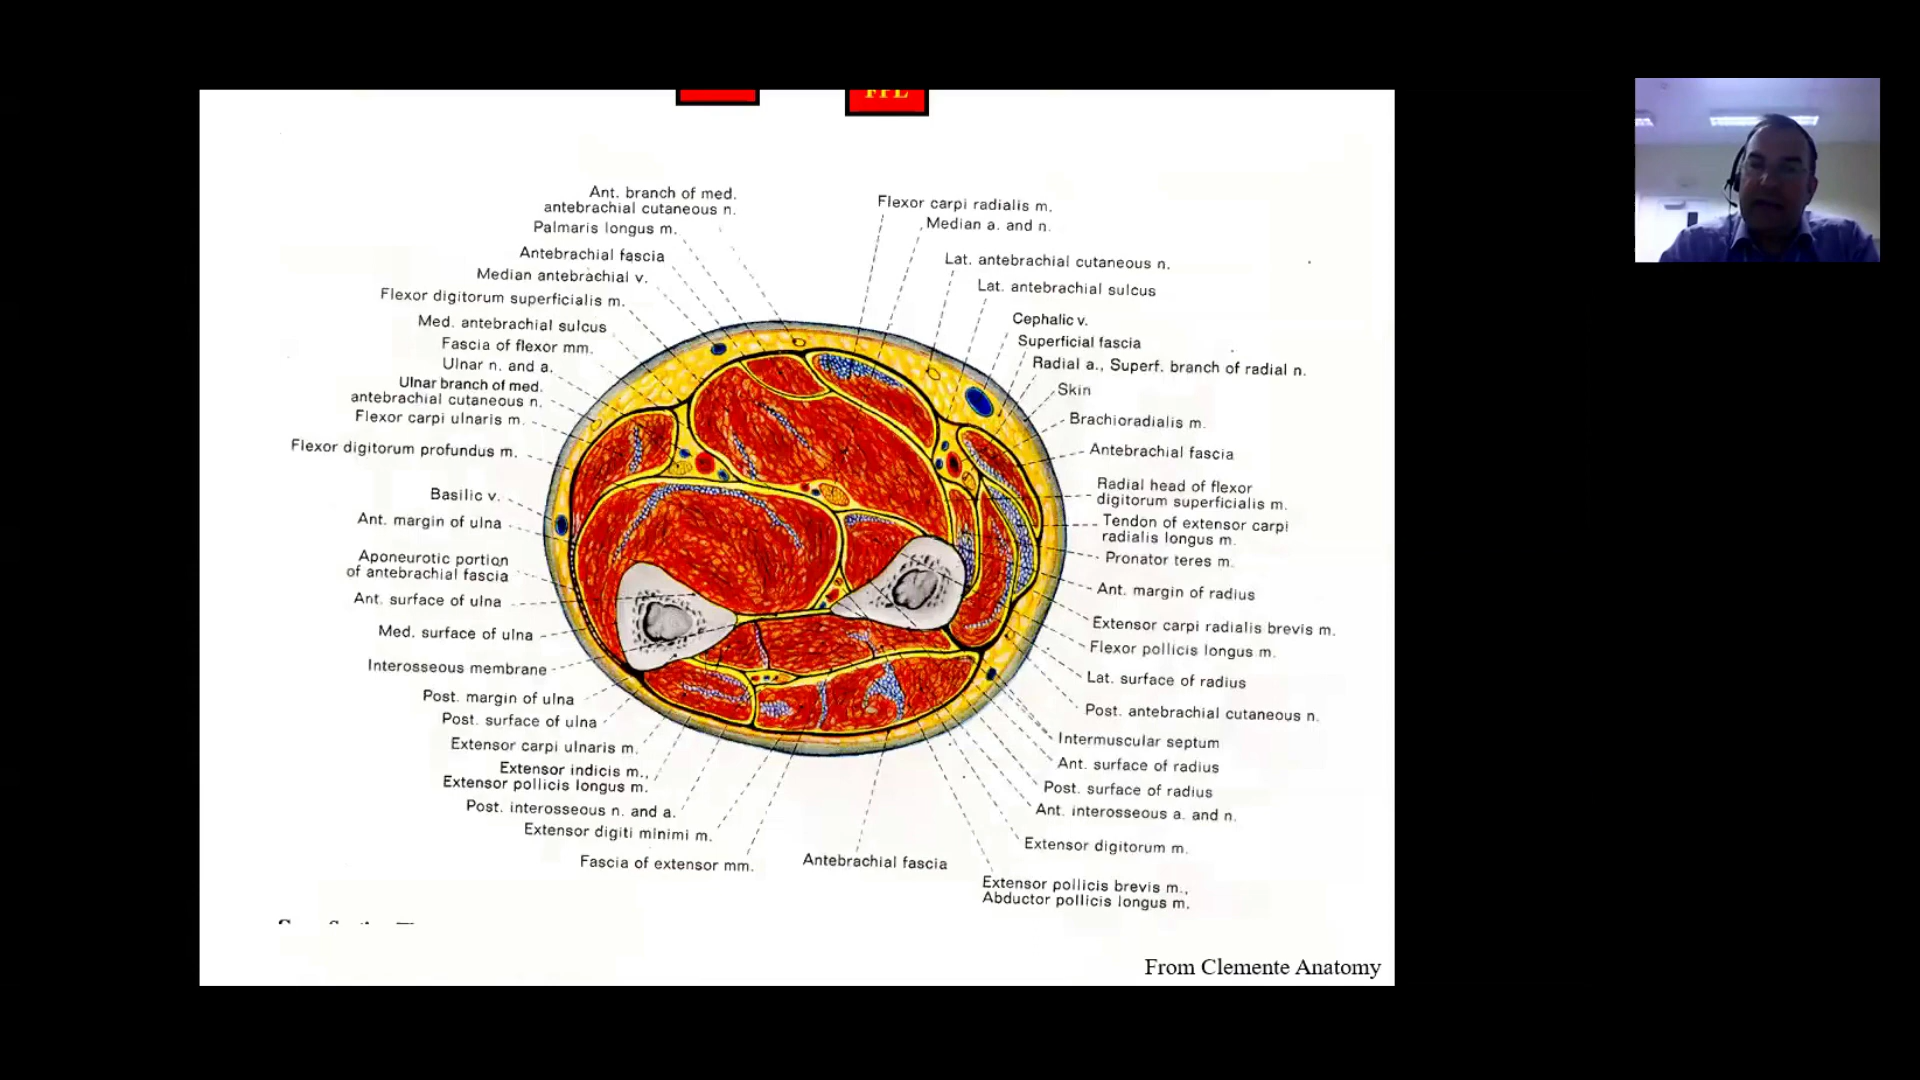 FPL
Ant. branch of med.
antebrachial cutaneous n.
Palmaris longus m.
Antebrachial fascia
Median antebrachial v.
Flexor digitorum superficialis m.
Med. antebrachial sulcus
Fascia of flexor mm.
Ulnar n. and a.
Ulnar branch of med.
antebrachial cutaneous n.
Flexor carpi ulnaris m.
Flexor digitorum profundus m.
Basilic v.
Ant. margin of ulna
Aponeurotic portion
of antebrachial fascia
Ant. surface of ulna
Med. surface of ulna
Interosseous membrane
Post. margin of ulna
Post. surface of ulna
Extensor carpi ulnaris m.
Extensor indicis m.,
Extensor pollicis longus m.
Post. interosseous n. and a.
Extensor digiti minimi m.
Fascia of extensor mm.
Antebrachial fascia
Flexor carpi radialis m.
Median a. and n.
Lat. antebrachial cutaneous n.
Lat. antebrachial sulcus
Cephalic v.
Superficial fascia
Radial a., Superf. branch of radial n.
Skin
Brachioradialis m.
Antebrachial fascia
Radial head of flexor
digitorum superficialis m.
Tendon of extensor carpi
radialis longus m.
Pronator teres m.
Ant. margin of radius
Extensor carpi radialis brevis m.
Flexor pollicis longus m.
Lat. surface of radius
Post. antebrachial cutaneous n.
Intermuscular septum
Ant. surface of radius
Post. surface of radius
Ant. interosseous a. and n.
Extensor digitorum m.
Extensor pollicis brevis m.,
Abductor pollicis longus m.
From Clemente Anatomy